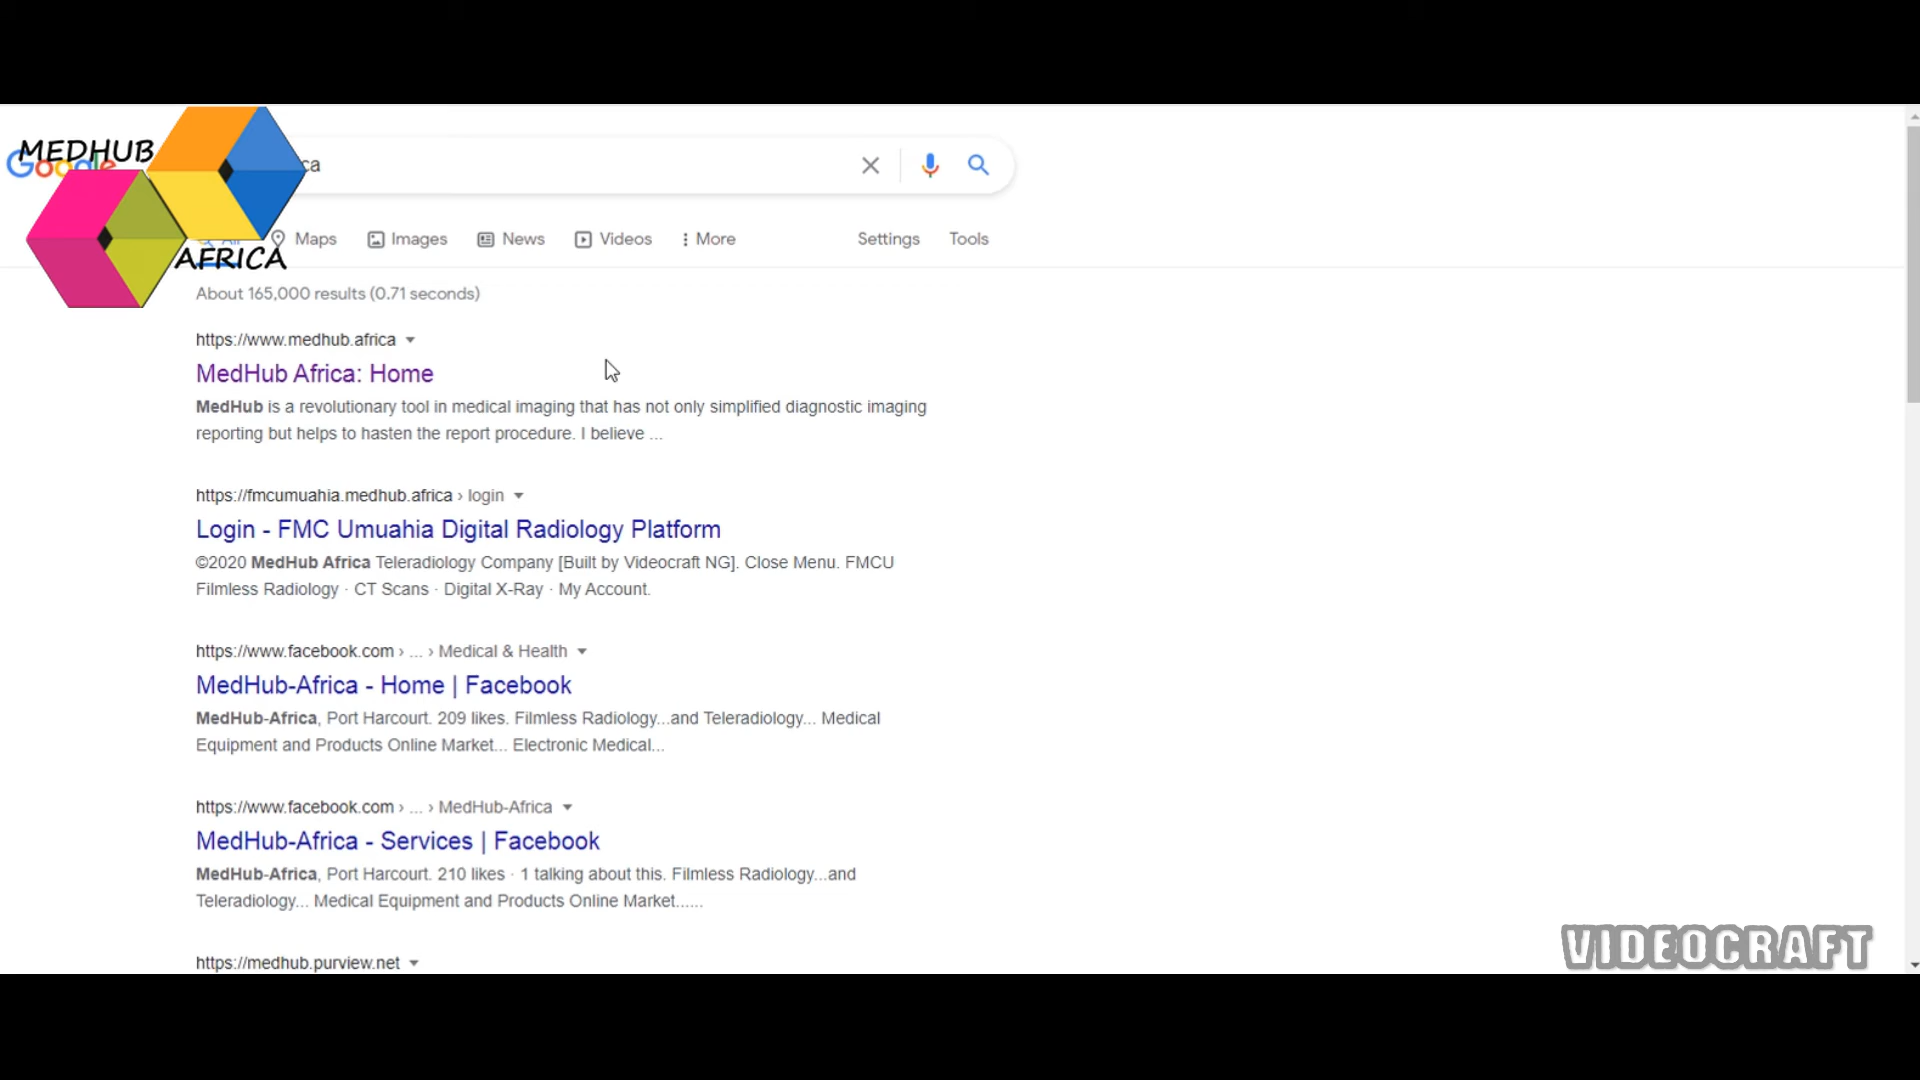 MEDHUB
Google
ca
All
Maps
Images
News
Videos
More
Settings
Tools
AFRICA
About 165,000 results (0.71 seconds)
https://www.medhub.africa
MedHub Africa: Home
MedHub is a revolutionary tool in medical imaging that has not only simplified diagnostic imaging
reporting but helps to hasten the report procedure. I believe ...
https://fmcumuahia.medhub.africa › login
Login - FMC Umuahia Digital Radiology Platform
©2020 MedHub Africa Teleradiology Company [Built by Videocraft NG]. Close Menu. FMCU
Filmless Radiology · CT Scans · Digital X-Ray · My Account.
https://www.facebook.com › ... › Medical & Health
MedHub-Africa - Home | Facebook
MedHub-Africa, Port Harcourt. 209 likes. Filmless Radiology...and Teleradiology... Medical
Equipment and Products Online Market... Electronic Medical...
https://www.facebook.com › ... › MedHub-Africa
MedHub-Africa - Services | Facebook
MedHub-Africa, Port Harcourt. 210 likes · 1 talking about this. Filmless Radiology...and
Teleradiology... Medical Equipment and Products Online Market......
https://medhub.purview.net
VIDEOCRAFT